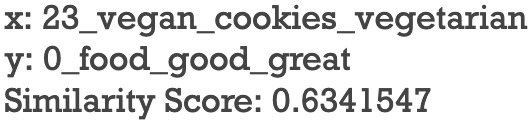 x: 23_vegan_cookies_vegetarian
y: 0_food_good_great
Similarity Score: 0.6341547